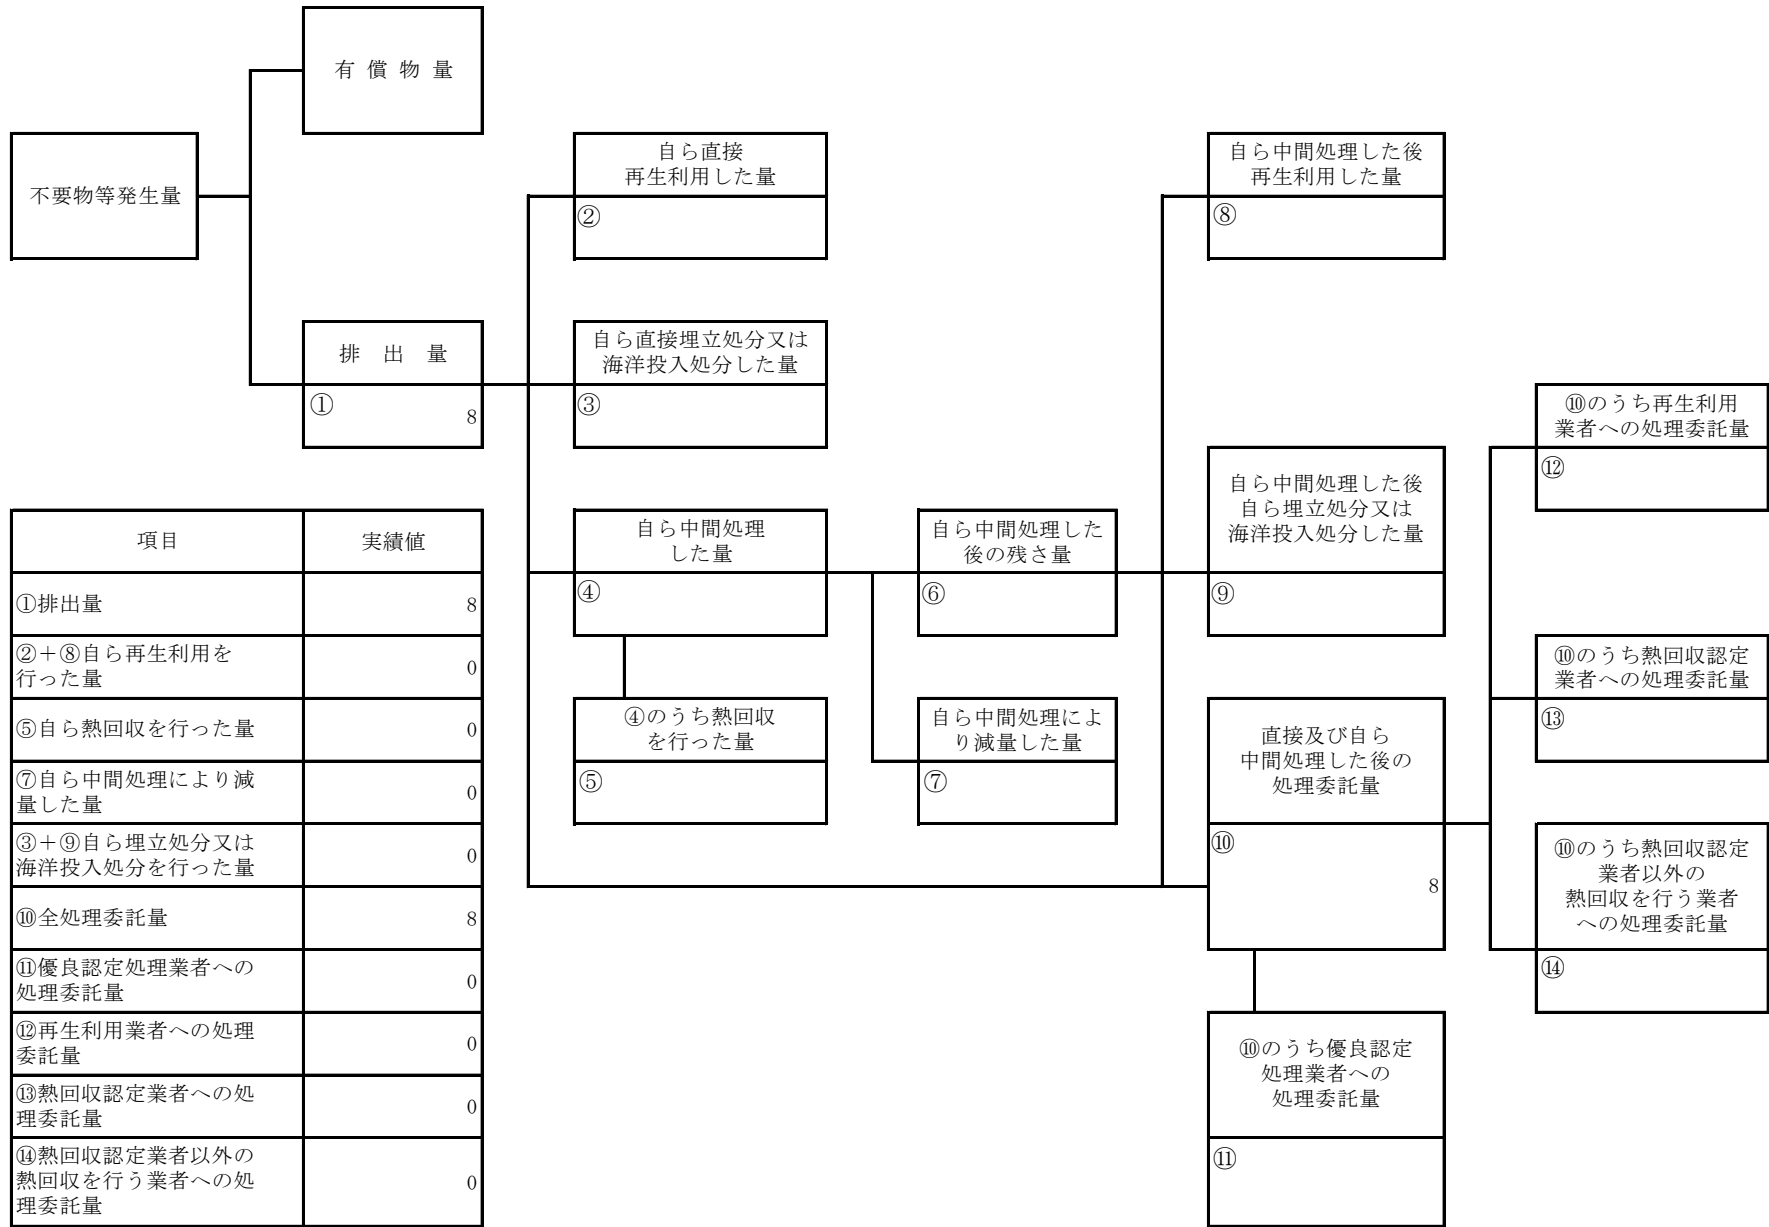 有 償 物 量
不要物等発生量
自ら直接
再生利用した量
②
自ら中間処理した後
再生利用した量
⑧
排 出 量
①
8
自ら直接埋立処分又は
海洋投入処分した量
③
自ら中間処理
した量
④
④のうち熱回収
を行った量
⑤
自ら中間処理した
後の残さ量
⑥
自ら中間処理によ
り減量した量
⑦
自ら中間処理した後
自ら埋立処分又は
海洋投入処分した量
⑨
直接及び自ら
中間処理した後の
処理委託量
⑩
8
⑩のうち優良認定
処理業者への
処理委託量
⑪
⑩のうち再生利用
業者への処理委託量
⑫
⑩のうち熱回収認定
業者への処理委託量
⑬
⑩のうち熱回収認定
業者以外の
熱回収を行う業者
への処理委託量
⑭
項目 実績値
①排出量 8
②+⑧自ら再生利用を
行った量 0
⑤自ら熱回収を行った量 0
⑦自ら中間処理により減
量した量 0
③+⑨自ら埋立処分又は
海洋投入処分を行った量 0
⑩全処理委託量 8
⑪優良認定処理業者への
処理委託量 0
⑫再生利用業者への処理
委託量 0
⑬熱回収認定業者への処
理委託量 0
⑭熱回収認定業者以外の
熱回収を行う業者への処
理委託量 0